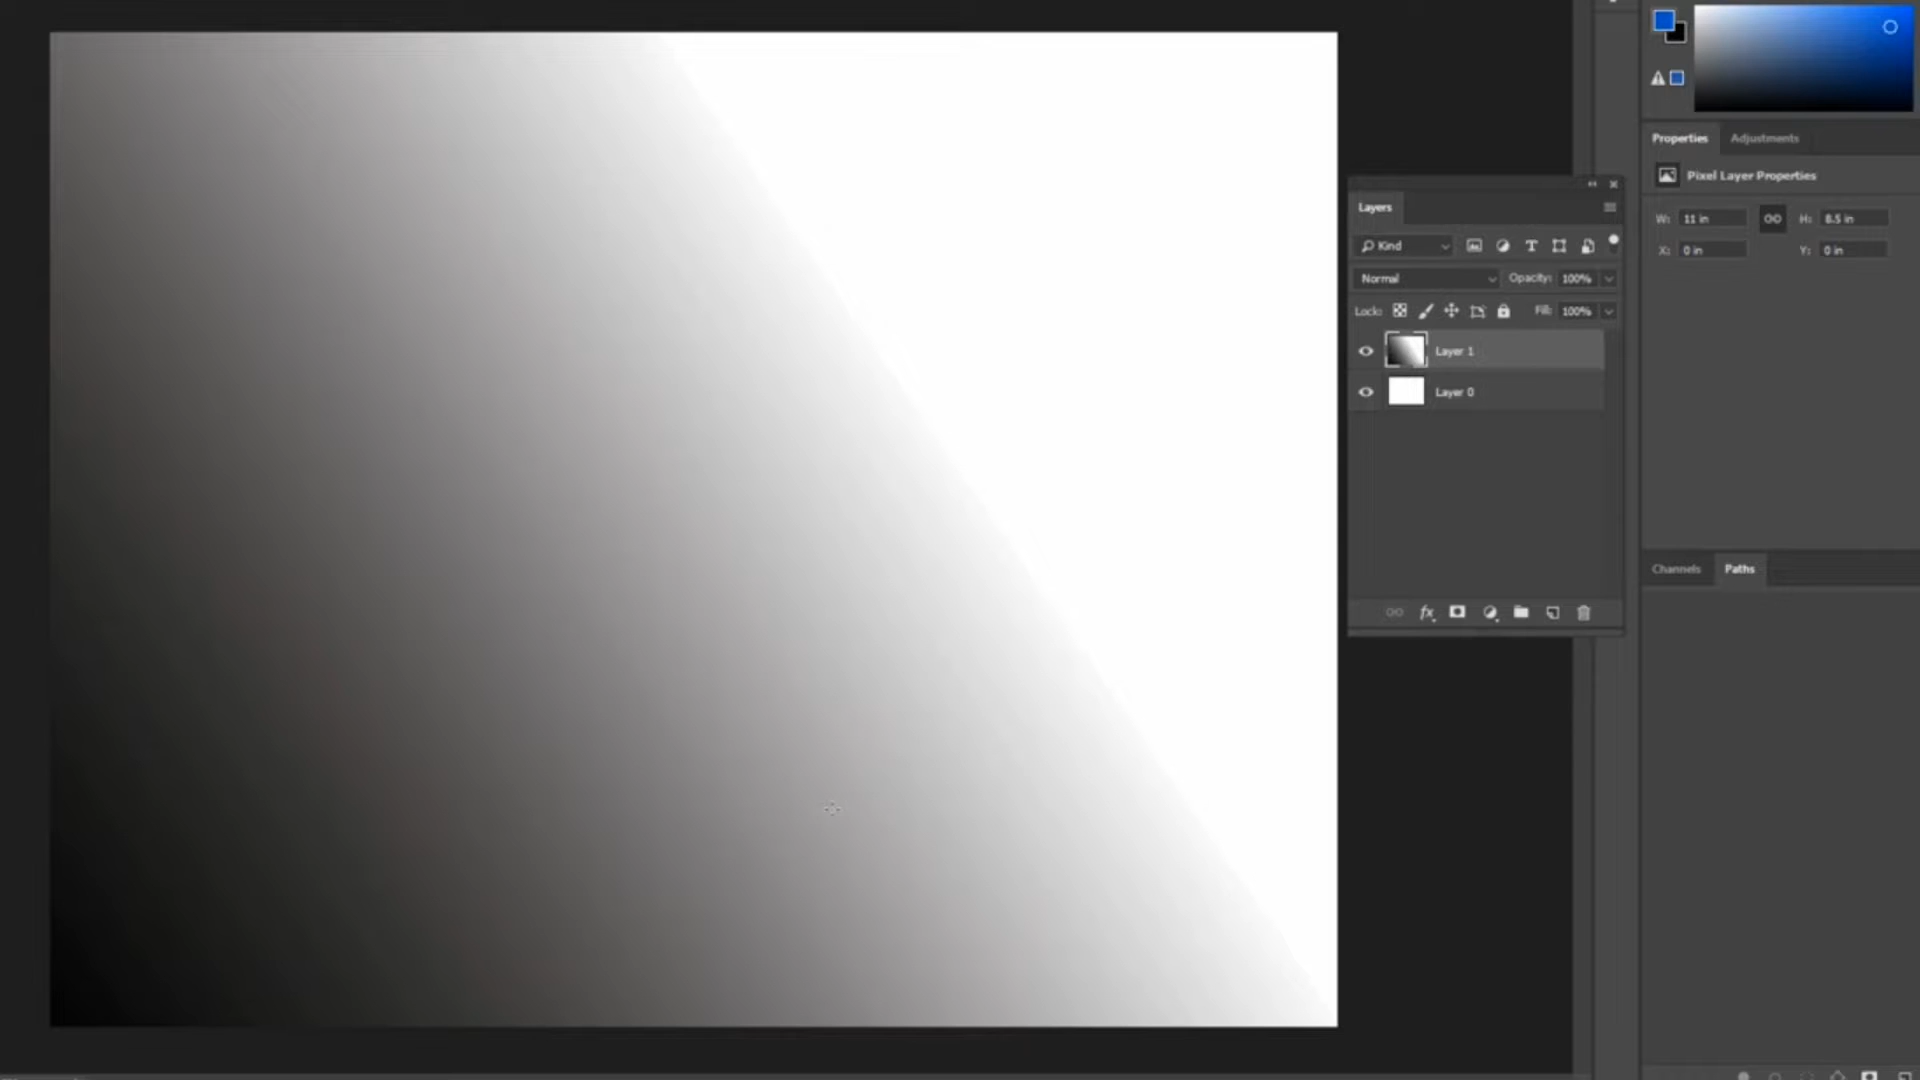 Properties Adjustments
Pixel Layer Properties
W: 11 in H: 8.5 in
X: 0 in Y: 0 in
Layers
Kind T
Normal Opacity: 100%
Lock: Fill: 100%
Layer 1
Layer 0
fx
Channels Paths